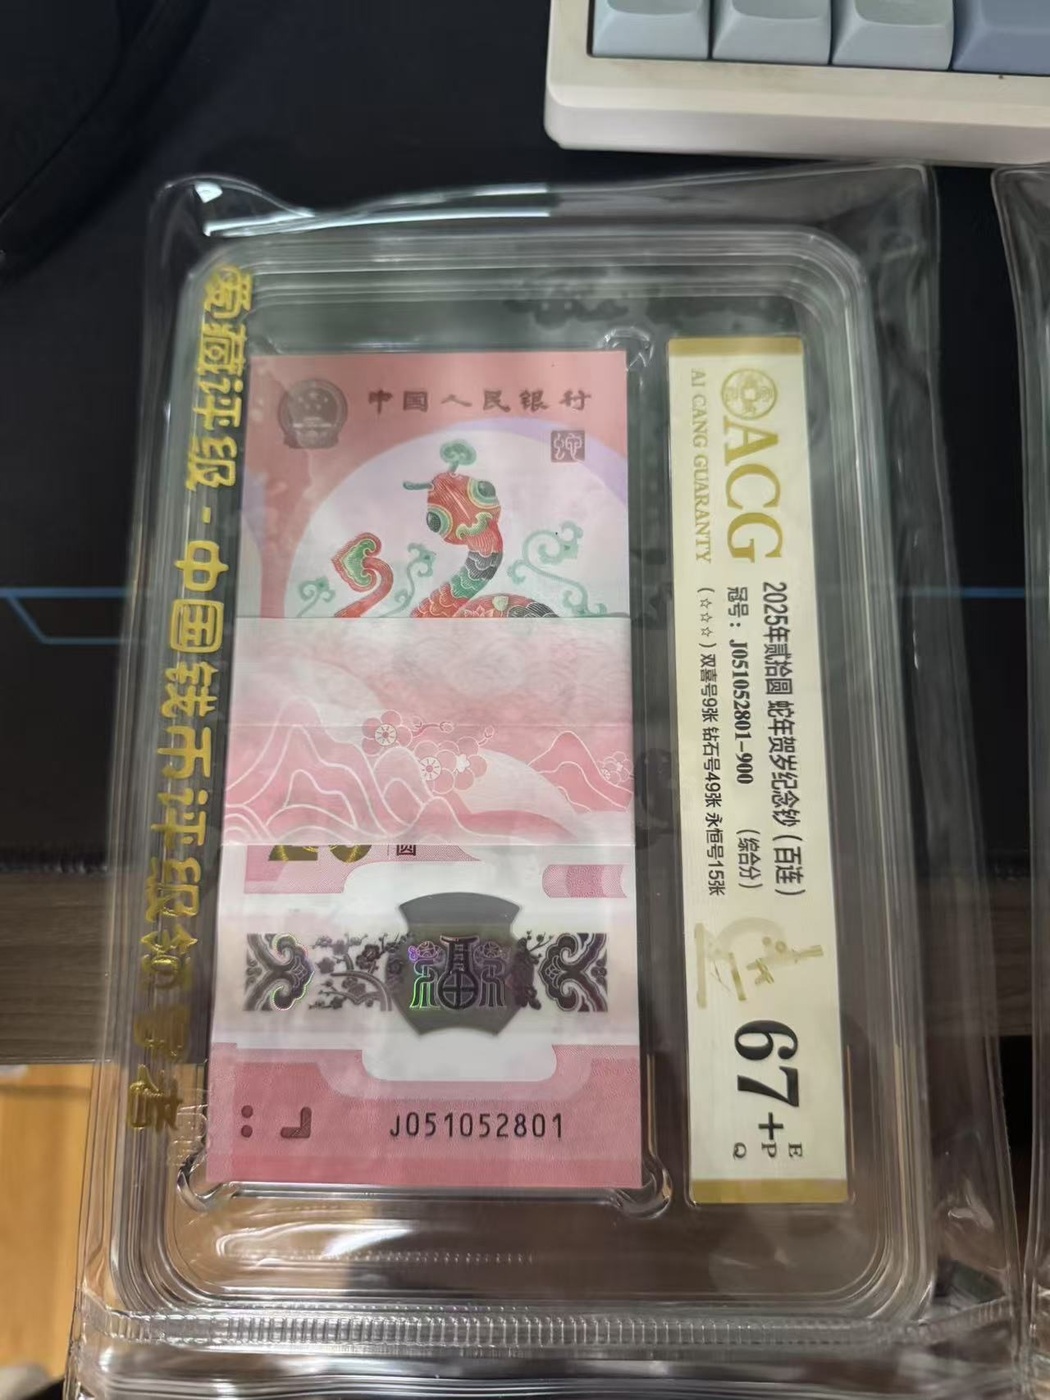 爱藏评级 - 中国钱币评级领导者
中国人民银行
圆
J051052801
ACG
AI CANG GUARANTY
2025年贰拾圆 蛇年贺岁纪念钞（百连）
冠号：J051052801-900 （综合分）
(☆☆☆) 双喜号9张 钻石号49张 永恒号15张
67+
E
P
Q